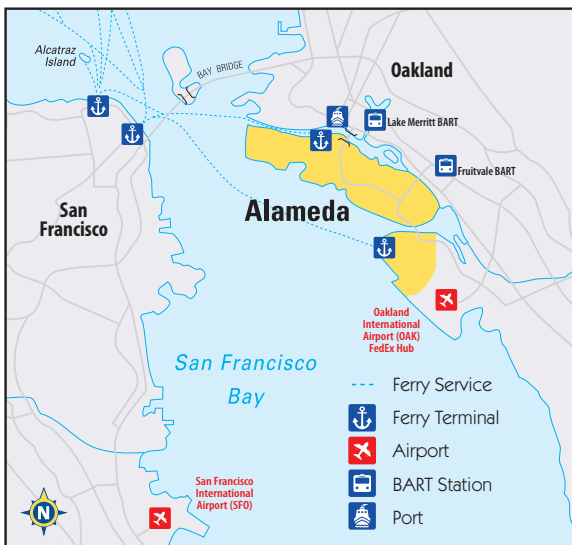 Alcatraz
Island
BAY BRIDGE
Oakland
Lake Merritt BART
Fruitvale BART
San
Francisco
Alameda
Oakland
International
Airport (OAK)
FedEx Hub
San Francisco
Bay
Ferry Service
Ferry Terminal
Airport
BART Station
Port
San Francisco
International
Airport (SFO)
N